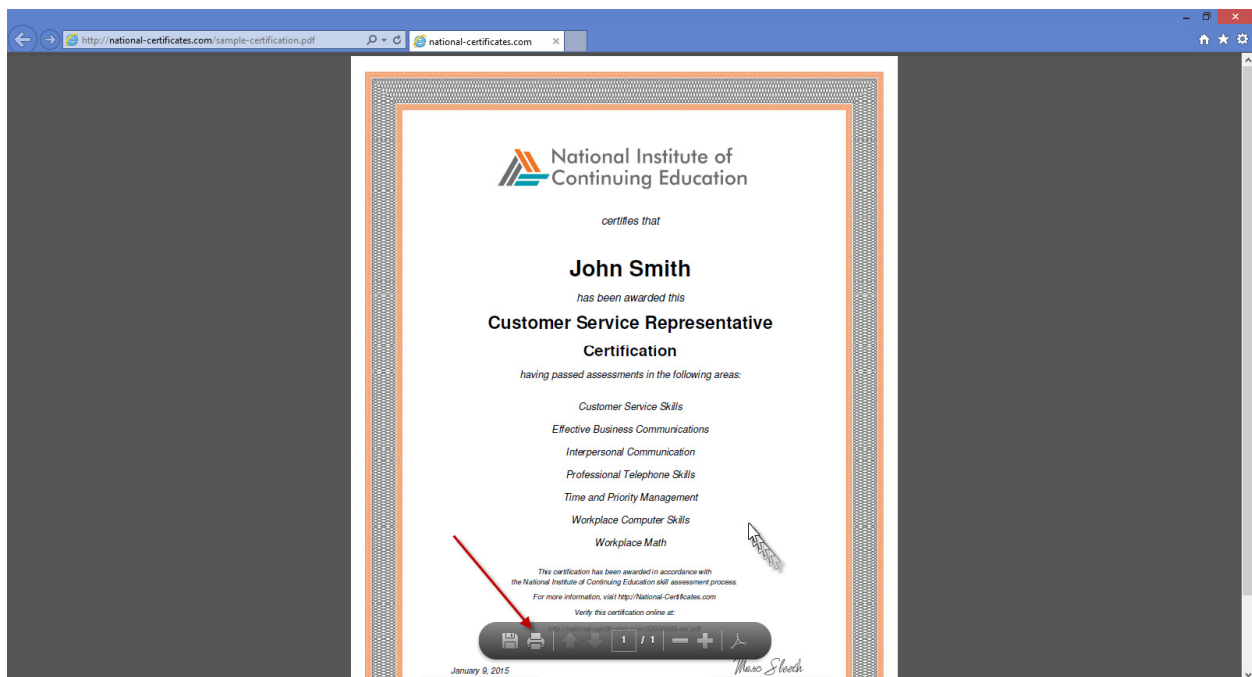 http://national-certificates.com/sample-certification.pdf
national-certificates.com
National Institute of
Continuing Education
certifies that
John Smith
has been awarded this
Customer Service Representative
Certification
having passed assessments in the following areas:
Customer Service Skills
Effective Business Communications
Interpersonal Communication
Professional Telephone Skills
Time and Priority Management
Workplace Computer Skills
Workplace Math
This certification has been awarded in accordance with
the National Institute of Continuing Education skill assessment process.
For more information, visit http://National-Certificates.com
Verify this certification online at:
1 / 1
January 9, 2015
Marc Sleech